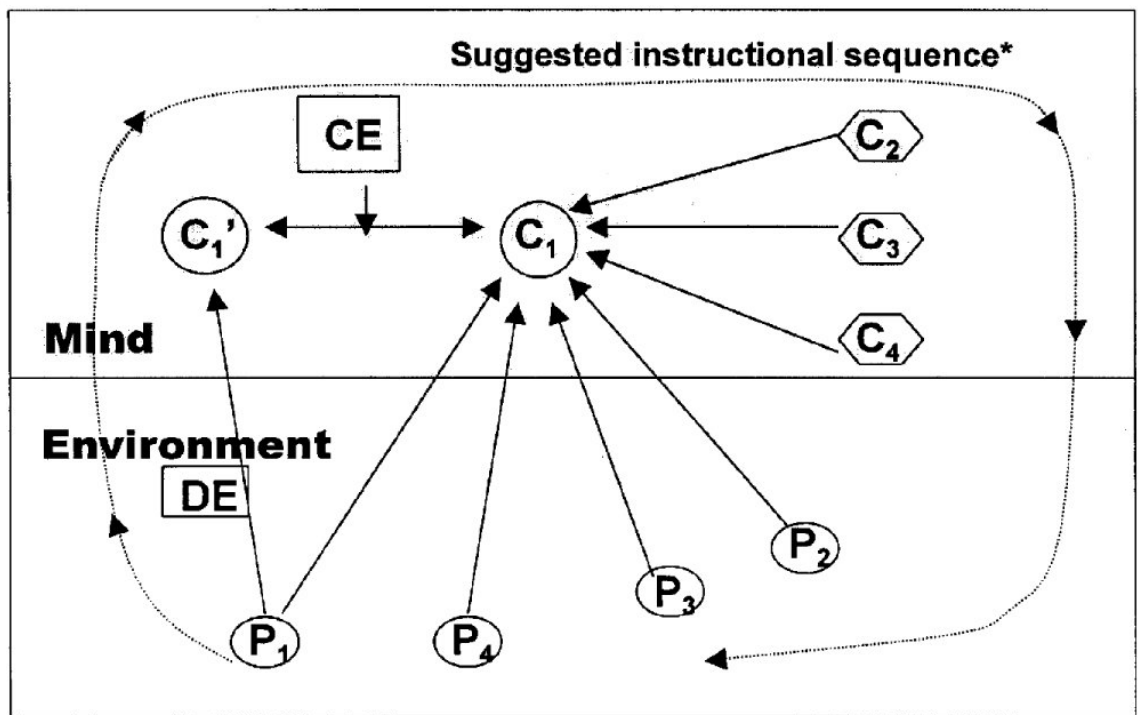 Suggested instructional sequence*
CE
C₂
C₁’
C₁
C₃
C₄
Mind
Environment
DE
P₂
P₃
P₁
P₄